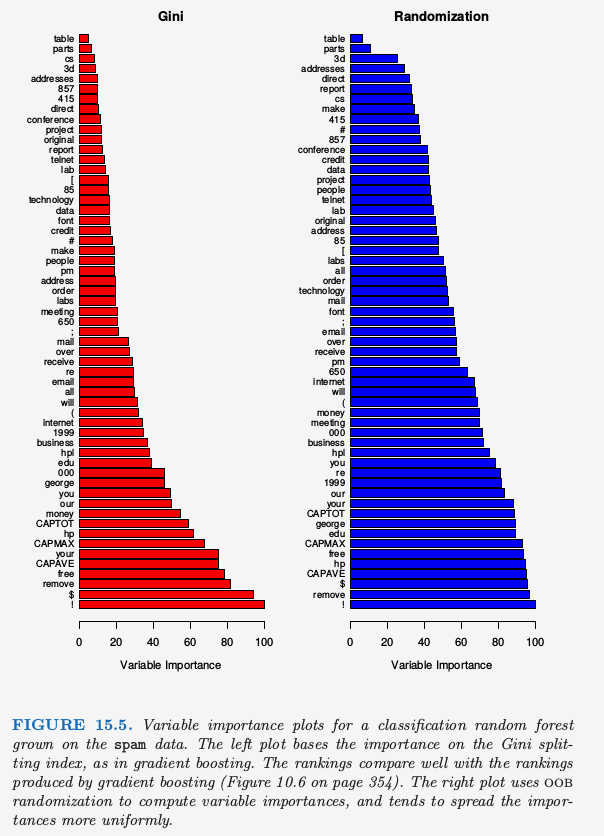 Gini
table
parts
cs
3d
addresses
857
415
direct
conference
project
original
report
telnet
lab
[
85
technology
data
font
credit
#
make
people
pm
address
order
labs
meeting
650
;
mail
over
receive
re
email
all
will
(
internet
1999
business
hpl
edu
000
george
you
our
money
CAPTOT
hp
CAPMAX
your
CAPAVE
free
remove
$
!
0 20 40 60 80 100
Variable Importance
Randomization
table
parts
3d
addresses
direct
report
cs
make
415
#
857
conference
credit
data
project
people
telnet
lab
original
address
85
[
labs
all
order
technology
mail
font
;
email
over
receive
pm
650
internet
will
(
money
meeting
000
business
hpl
you
re
1999
our
your
CAPTOT
george
edu
CAPMAX
free
hp
CAPAVE
$
remove
!
0 20 40 60 80 100
Variable Importance
FIGURE 15.5. Variable importance plots for a classification random forest
grown on the spam data. The left plot bases the importance on the Gini split-
ting index, as in gradient boosting. The rankings compare well with the rankings
produced by gradient boosting (Figure 10.6 on page 354). The right plot uses OOB
randomization to compute variable importances, and tends to spread the impor-
tances more uniformly.